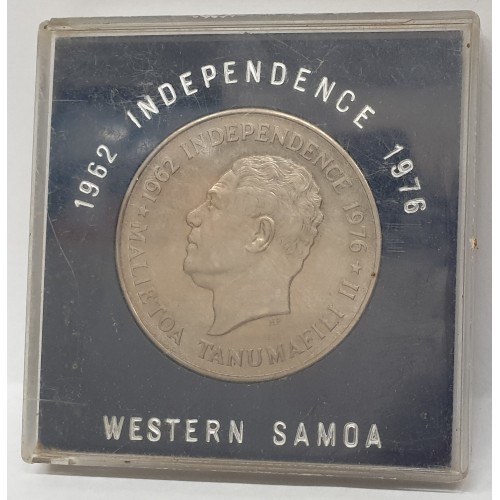 1962 INDEPENDENCE 1976
1962 INDEPENDENCE 1976
★ MALIETOA TANUMAFILI II ★
WESTERN SAMOA